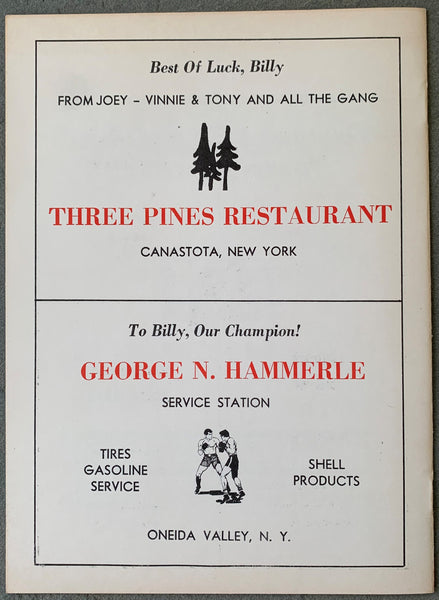 Best Of Luck, Billy
FROM JOEY – VINNIE & TONY AND ALL THE GANG
THREE PINES RESTAURANT
CANASTOTA, NEW YORK
To Billy, Our Champion!
GEORGE N. HAMMERLE
SERVICE STATION
TIRES
GASOLINE
SERVICE
SHELL
PRODUCTS
ONEIDA VALLEY, N. Y.